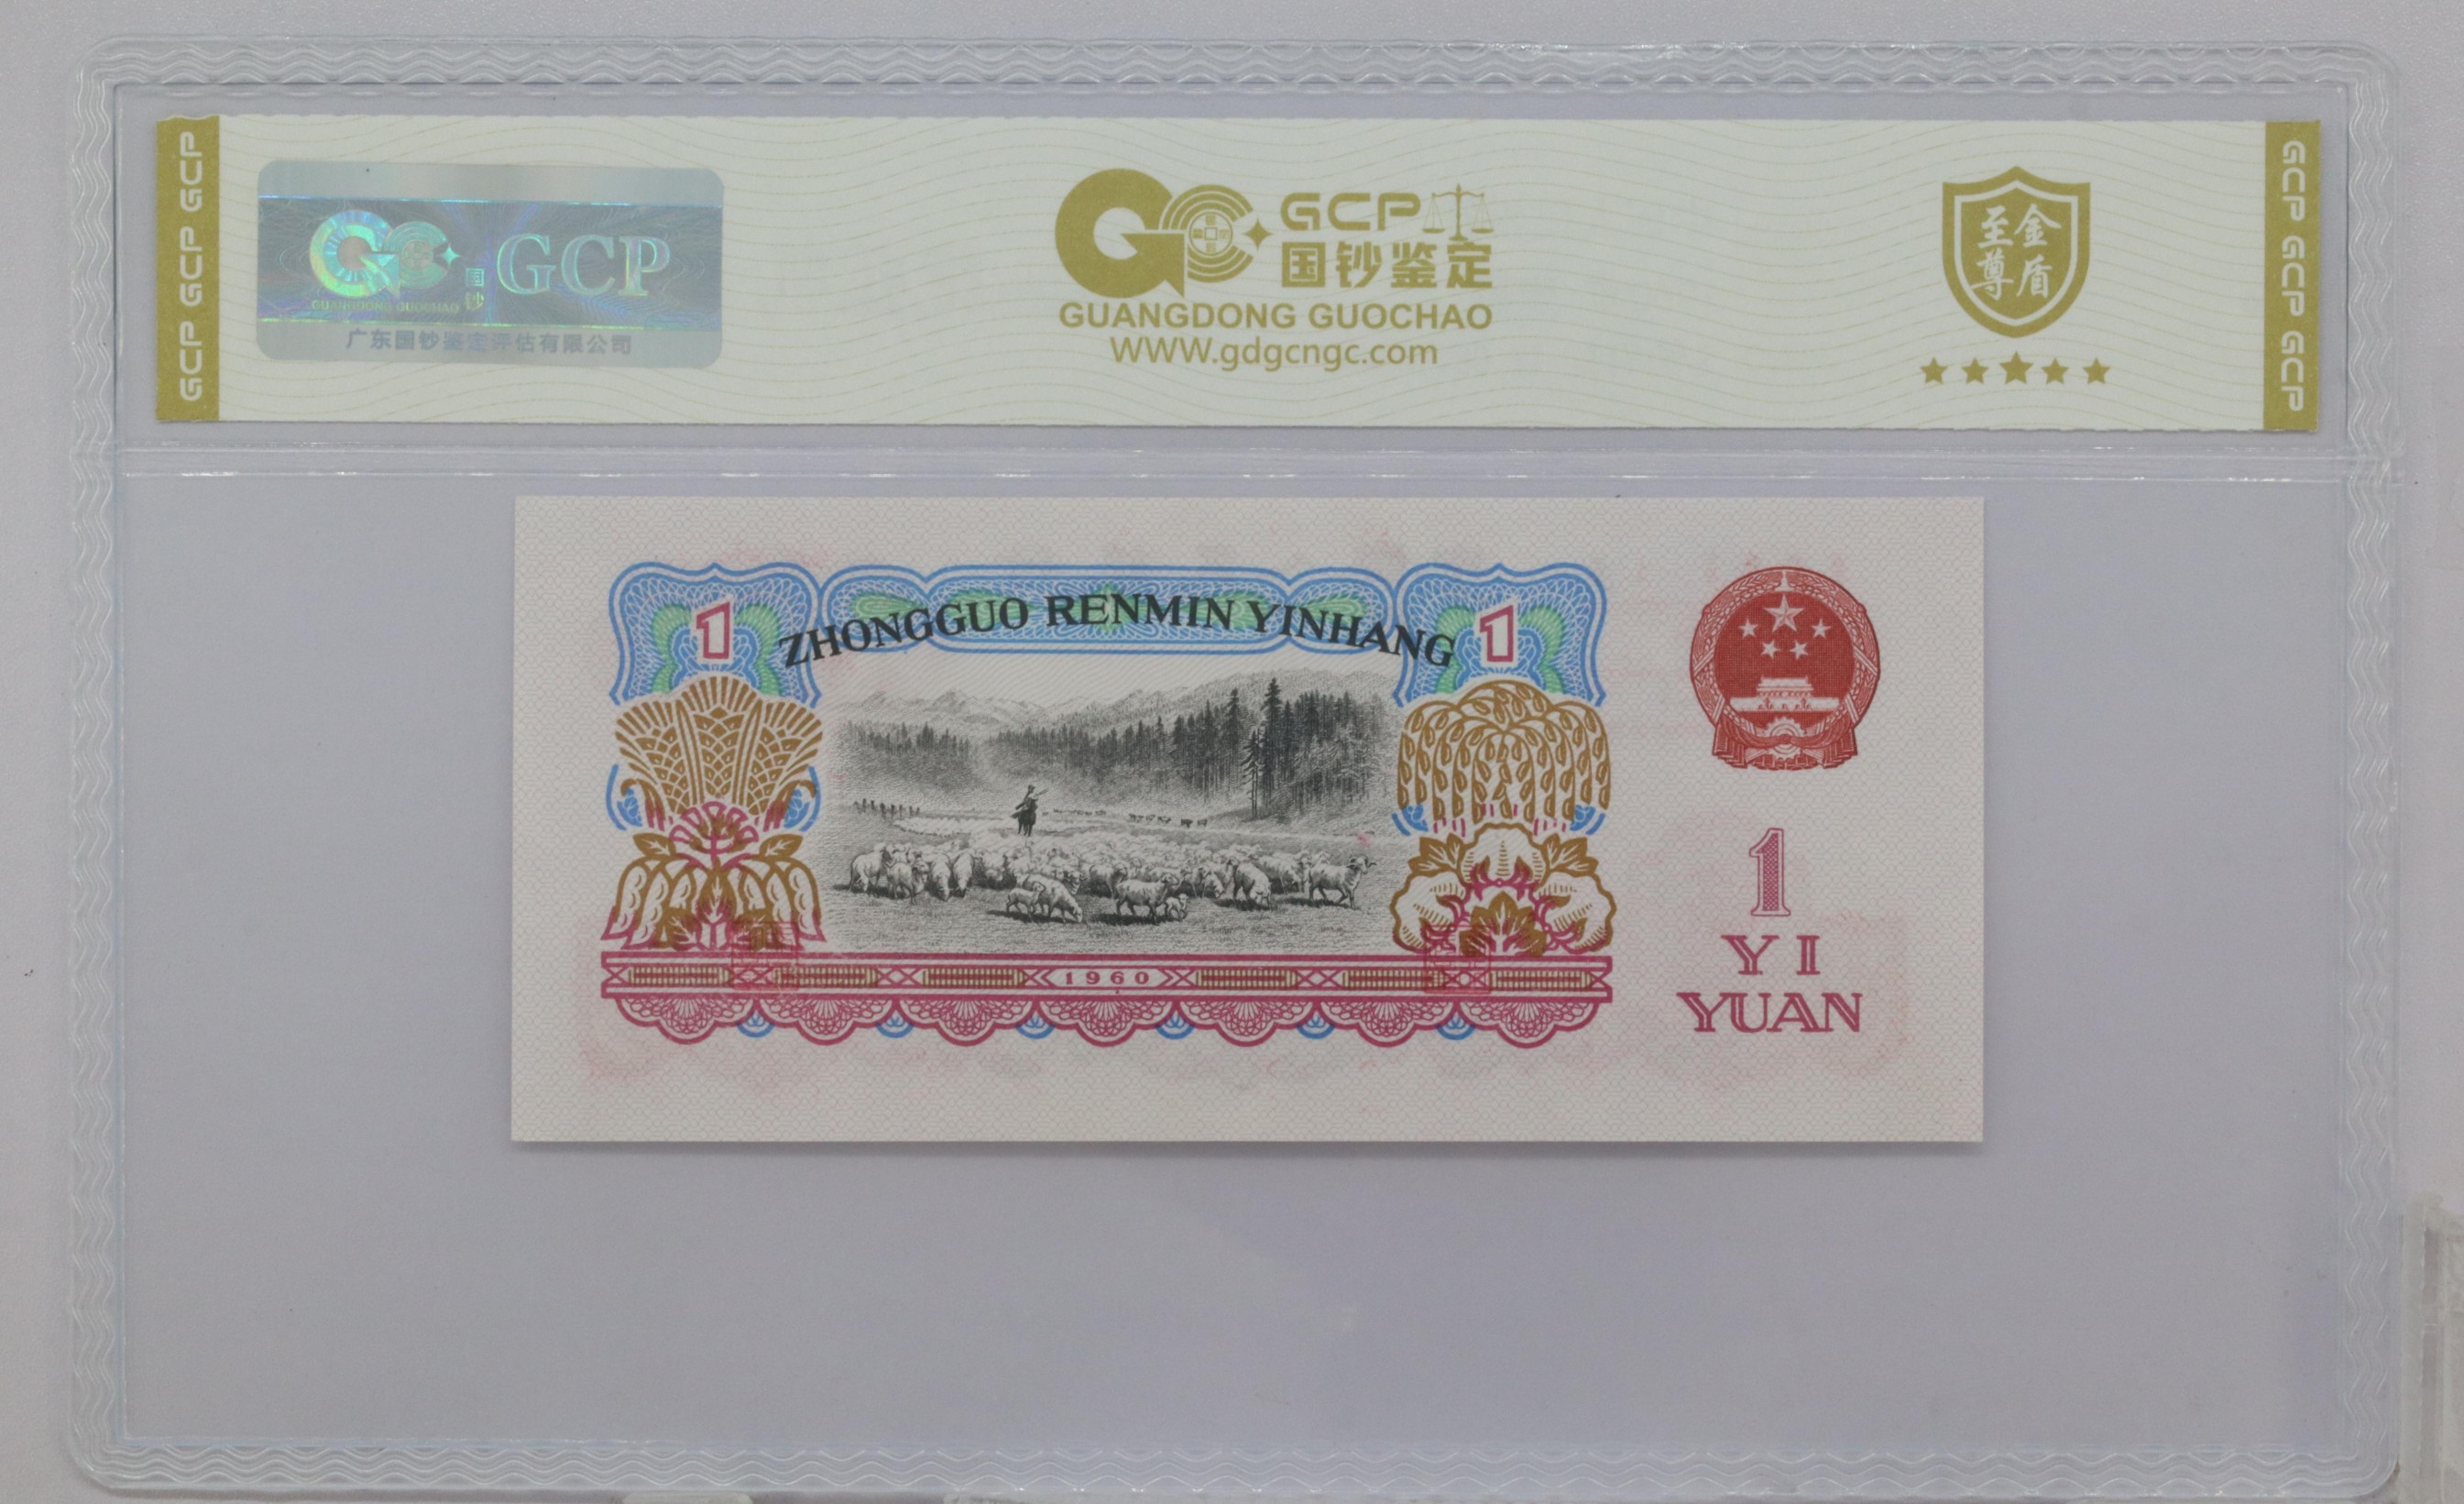 GCP GCP GCP
GUANGDONG GUOCHAO
国钞
GCP
广东国钞鉴定评估有限公司
GCP
国钞鉴定
GUANGDONG GUOCHAO
WWW.gdgcngc.com
至尊
金盾
GCP GCP GCP
1
ZHONGGUO RENMIN YINHANG
1
1960
1
YI
YUAN